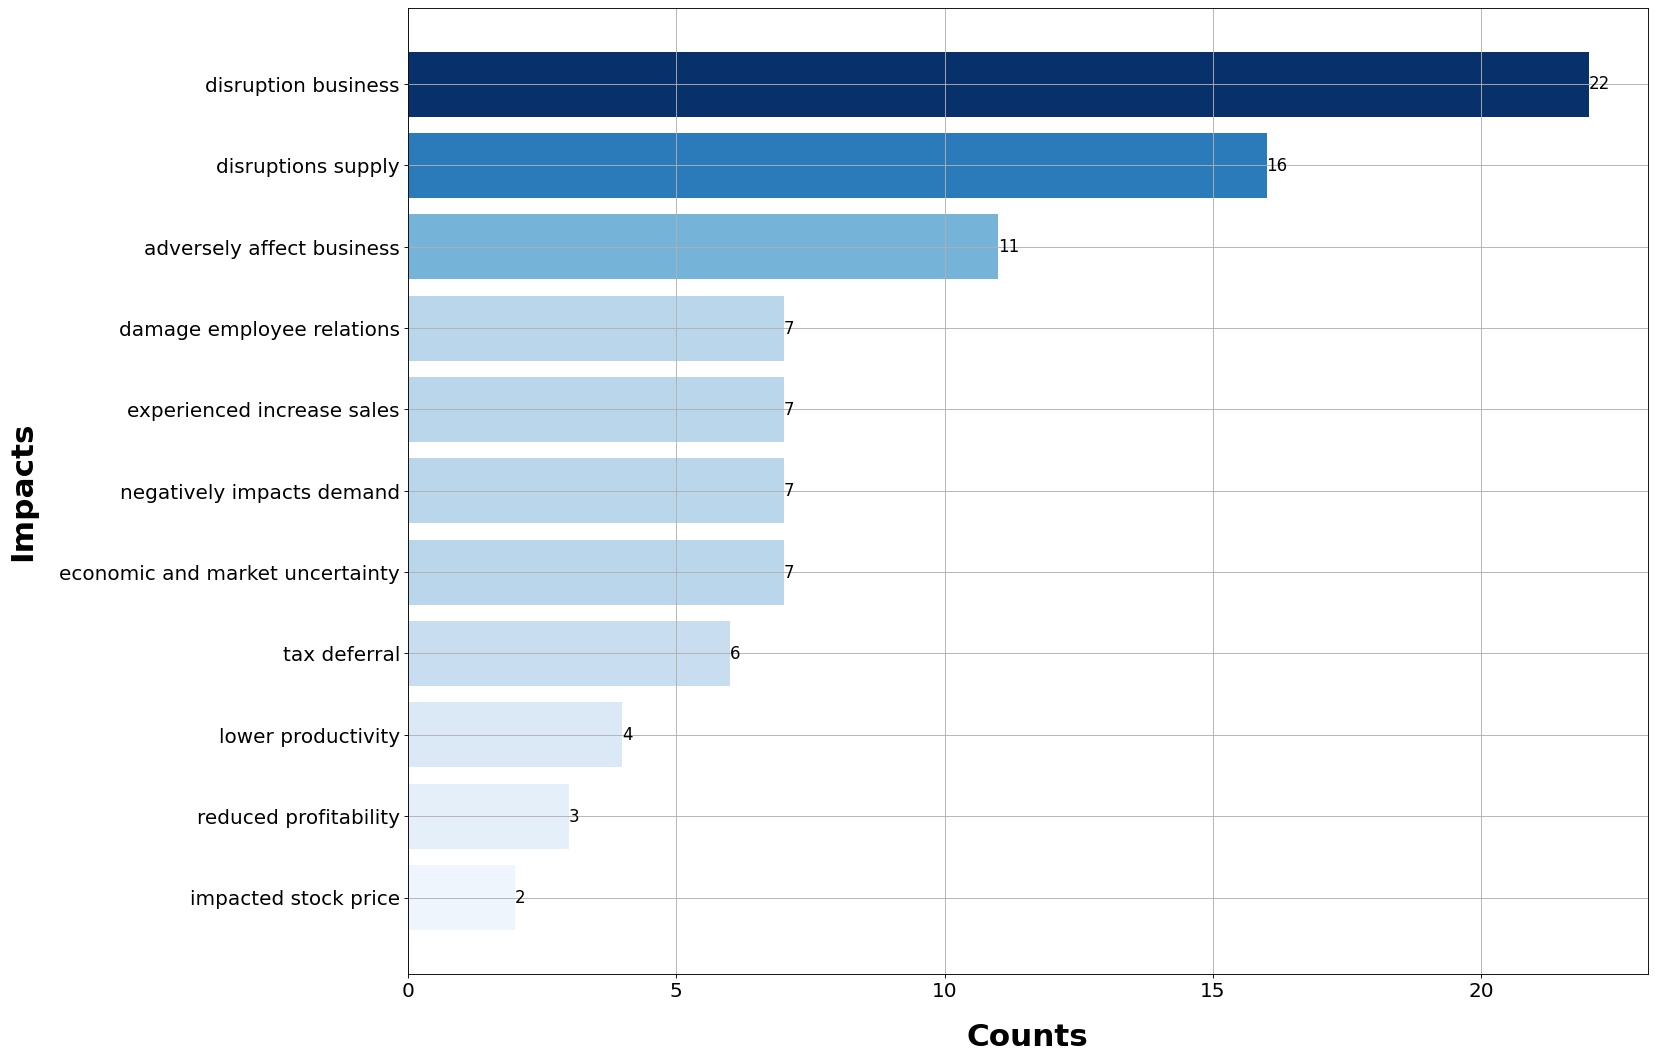 disruption business 22
disruptions supply 16
adversely affect business 11
damage employee relations 7
experienced increase sales 7
negatively impacts demand 7
economic and market uncertainty 7
tax deferral 6
lower productivity 4
reduced profitability 3
impacted stock price 2
Impacts
0 5 10 15 20
Counts